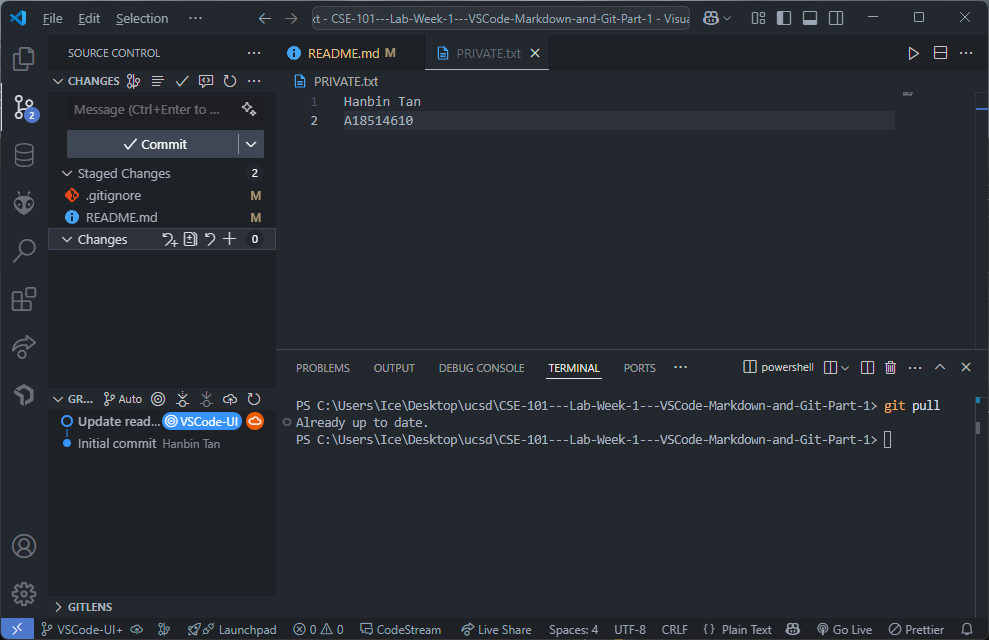 File Edit Selection ··· xt - CSE-101---Lab-Week-1---VSCode-Markdown-and-Git-Part-1 - Visua
SOURCE CONTROL ···
README.md M
PRIVATE.txt
CHANGES ···
PRIVATE.txt
Message (Ctrl+Enter to ...
1 Hanbin Tan
2 A18514610
2
Commit
Staged Changes 2
.gitignore M
README.md M
Changes 0
PROBLEMS OUTPUT DEBUG CONSOLE TERMINAL PORTS ··· powershell ···
GR... Auto
Update read... VSCode-UI
Initial commit Hanbin Tan
PS C:\Users\Ice\Desktop\ucsd\CSE-101---Lab-Week-1---VSCode-Markdown-and-Git-Part-1> git pull
Already up to date.
PS C:\Users\Ice\Desktop\ucsd\CSE-101---Lab-Week-1---VSCode-Markdown-and-Git-Part-1>
GITLENS
VSCode-UI+ Launchpad 0 0 CodeStream Live Share Spaces: 4 UTF-8 CRLF {} Plain Text Go Live Prettier